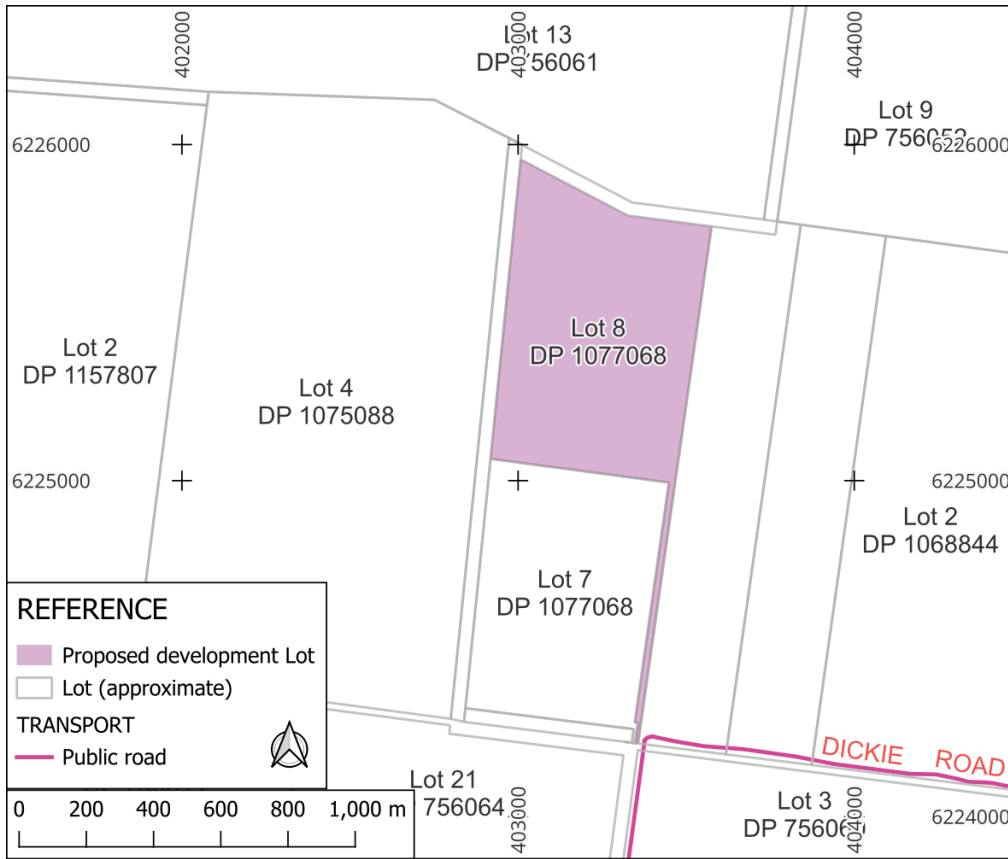 402000
403000
404000
Lot 13
DP 756061
Lot 9
DP 756052
6226000
6226000
Lot 8
DP 1077068
Lot 2
DP 1157807
Lot 4
DP 1075088
6225000
6225000
Lot 2
DP 1068844
Lot 7
DP 1077068
REFERENCE
Proposed development Lot
Lot (approximate)
TRANSPORT
Public road
DICKIE ROAD
Lot 21
756064
Lot 3
DP
403000
404000
6224000
0 200 400 600 800 1,000 m